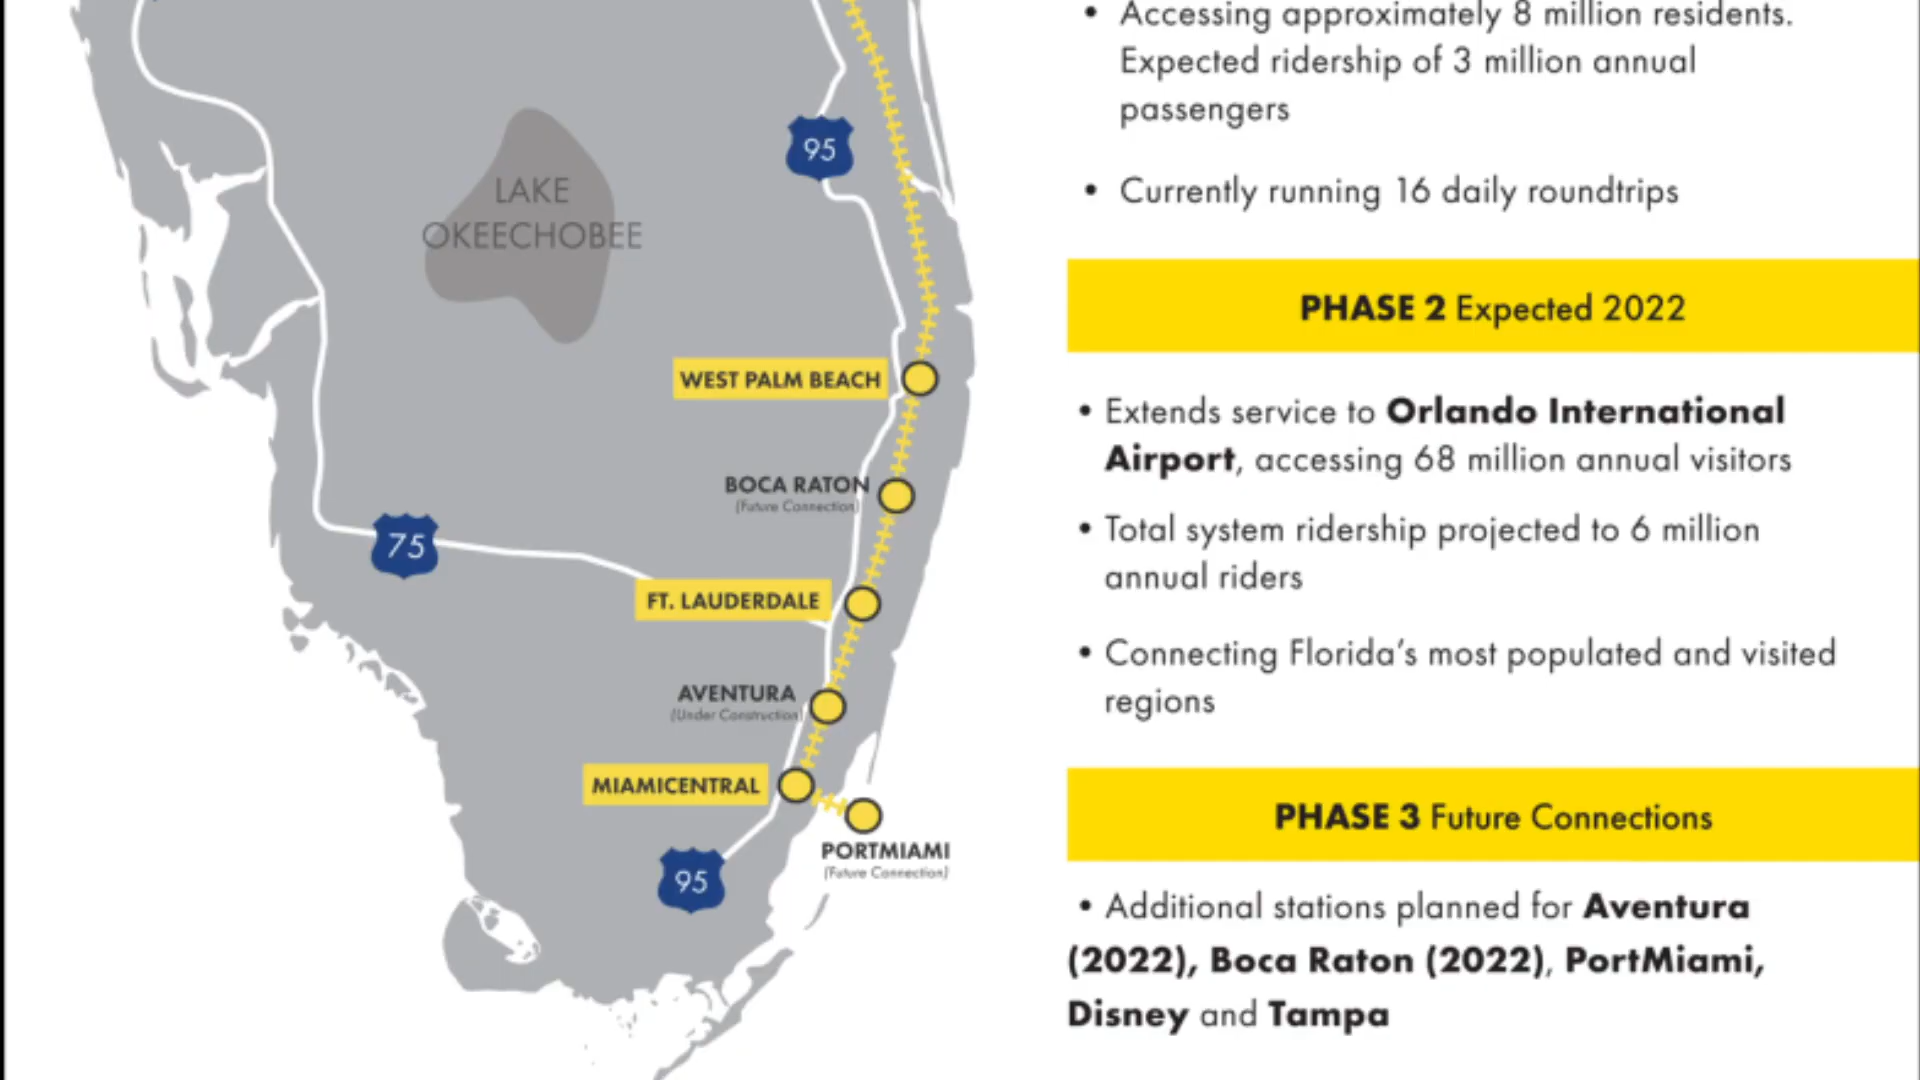 95
LAKE
OKEECHOBEE
WEST PALM BEACH
BOCA RATON
(Future Connection)
75
FT. LAUDERDALE
AVENTURA
(Under Construction)
MIAMICENTRAL
PORTMIAMI
(Future Connection)
95
• Accessing approximately 8 million residents.
Expected ridership of 3 million annual
passengers
• Currently running 16 daily roundtrips
PHASE 2 Expected 2022
• Extends service to Orlando International
Airport, accessing 68 million annual visitors
• Total system ridership projected to 6 million
annual riders
• Connecting Florida's most populated and visited
regions
PHASE 3 Future Connections
• Additional stations planned for Aventura
(2022), Boca Raton (2022), PortMiami,
Disney and Tampa